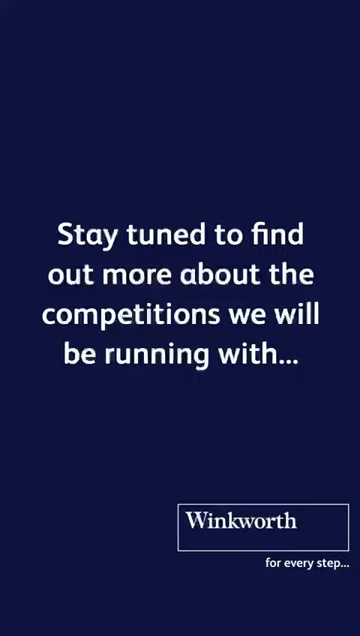 Stay tuned to find
out more about the
competitions we will
be running with...
Winkworth
for every step...